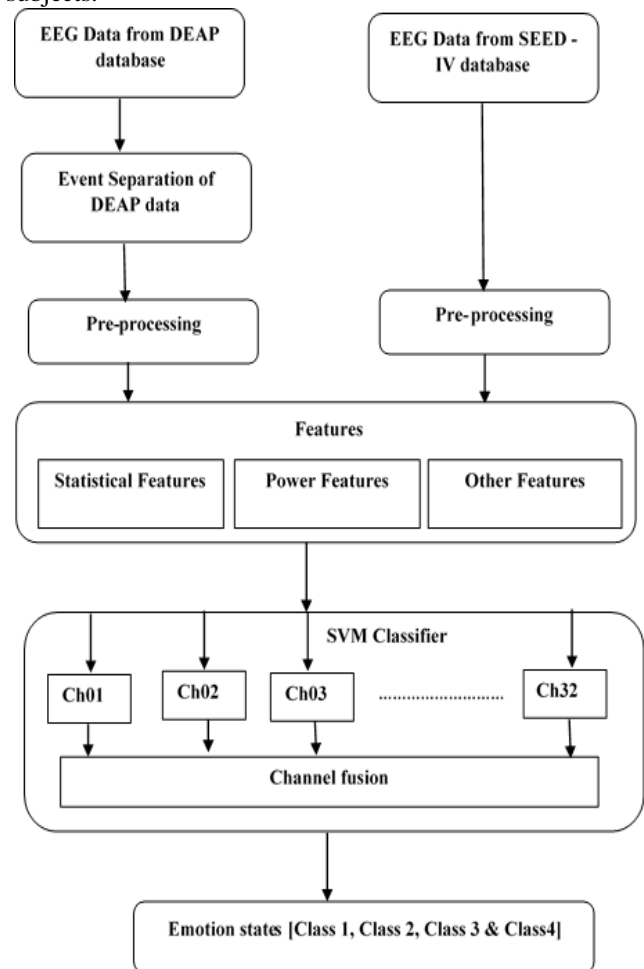 subjects.
EEG Data from DEAP
database
EEG Data from SEED -
IV database
Event Separation of
DEAP data
Pre-processing
Pre-processing
Features
Statistical Features
Power Features
Other Features
SVM Classifier
Ch01
Ch02
Ch03
............................
Ch32
Channel fusion
Emotion states [Class 1, Class 2, Class 3 & Class4]